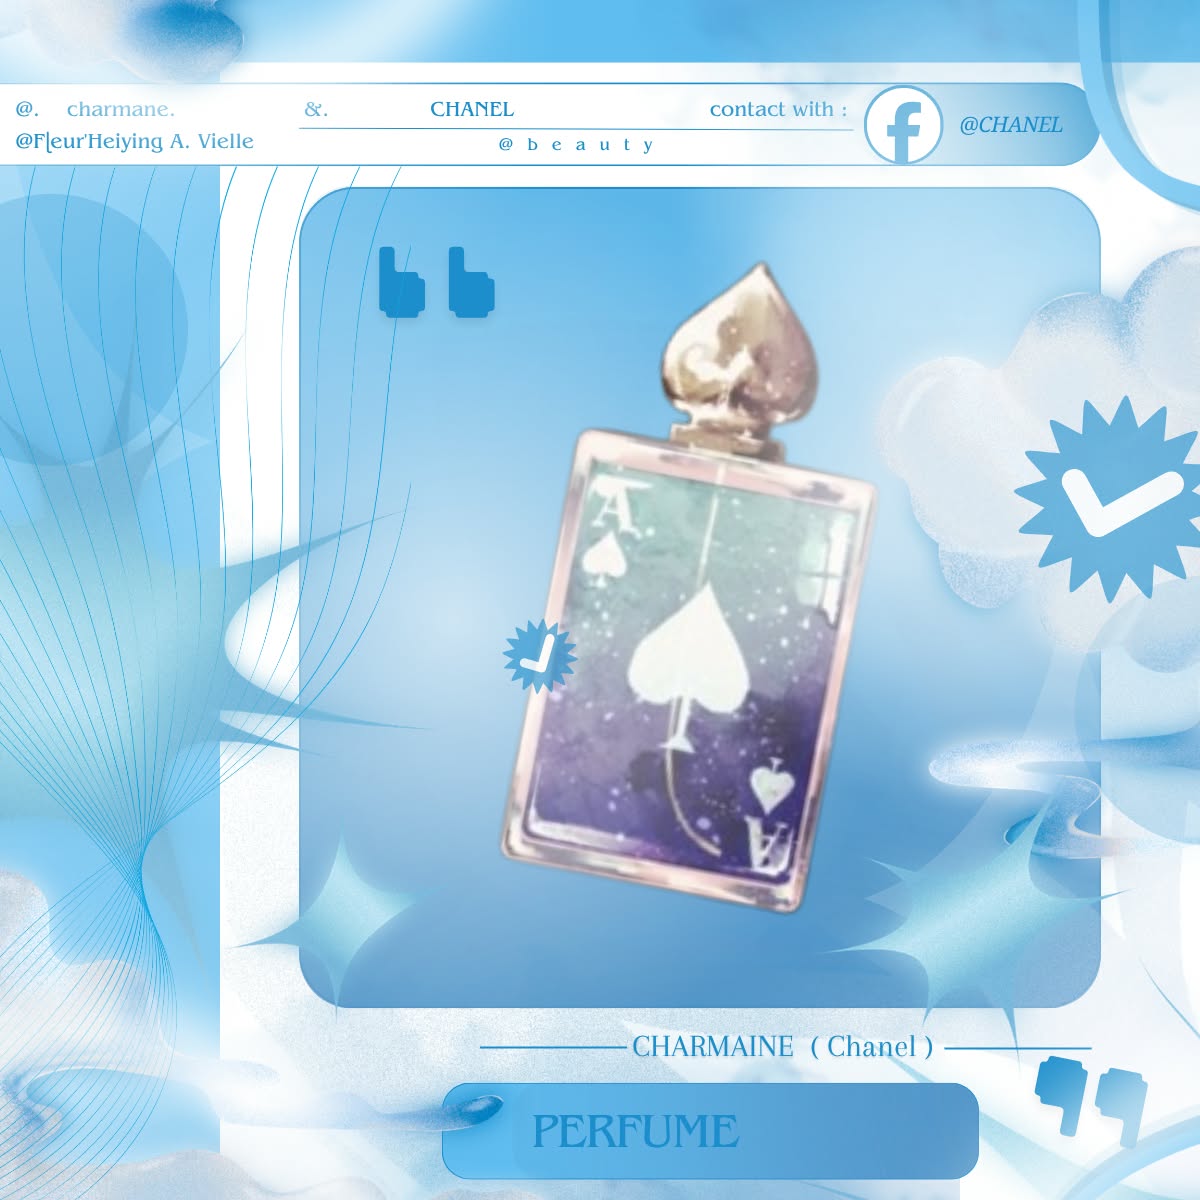 @. charmane. &. CHANEL contact with :
@CHANEL
@Fleur'Heiying A. Vielle @ b e a u t y
A
A
CHARMAINE ( Chanel )
PERFUME